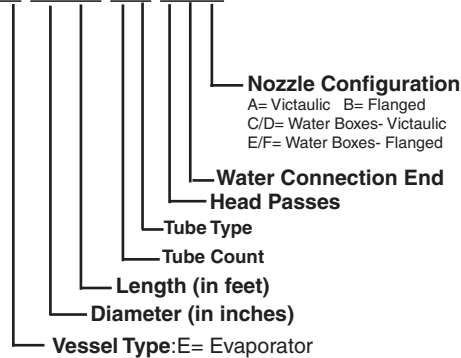 Nozzle Configuration
A= Victaulic B= Flanged
C/D= Water Boxes- Victaulic
E/F= Water Boxes- Flanged
Water Connection End
Head Passes
Tube Type
Tube Count
Length (in feet)
Diameter (in inches)
Vessel Type:E= Evaporator